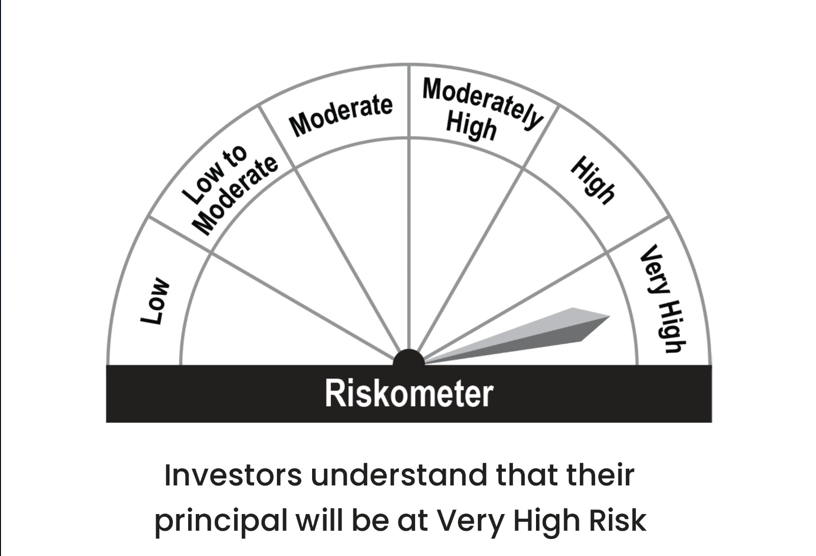 Low
Low to
Moderate
Moderate
Moderately
High
High
Very High
Riskometer
Investors understand that their
principal will be at Very High Risk